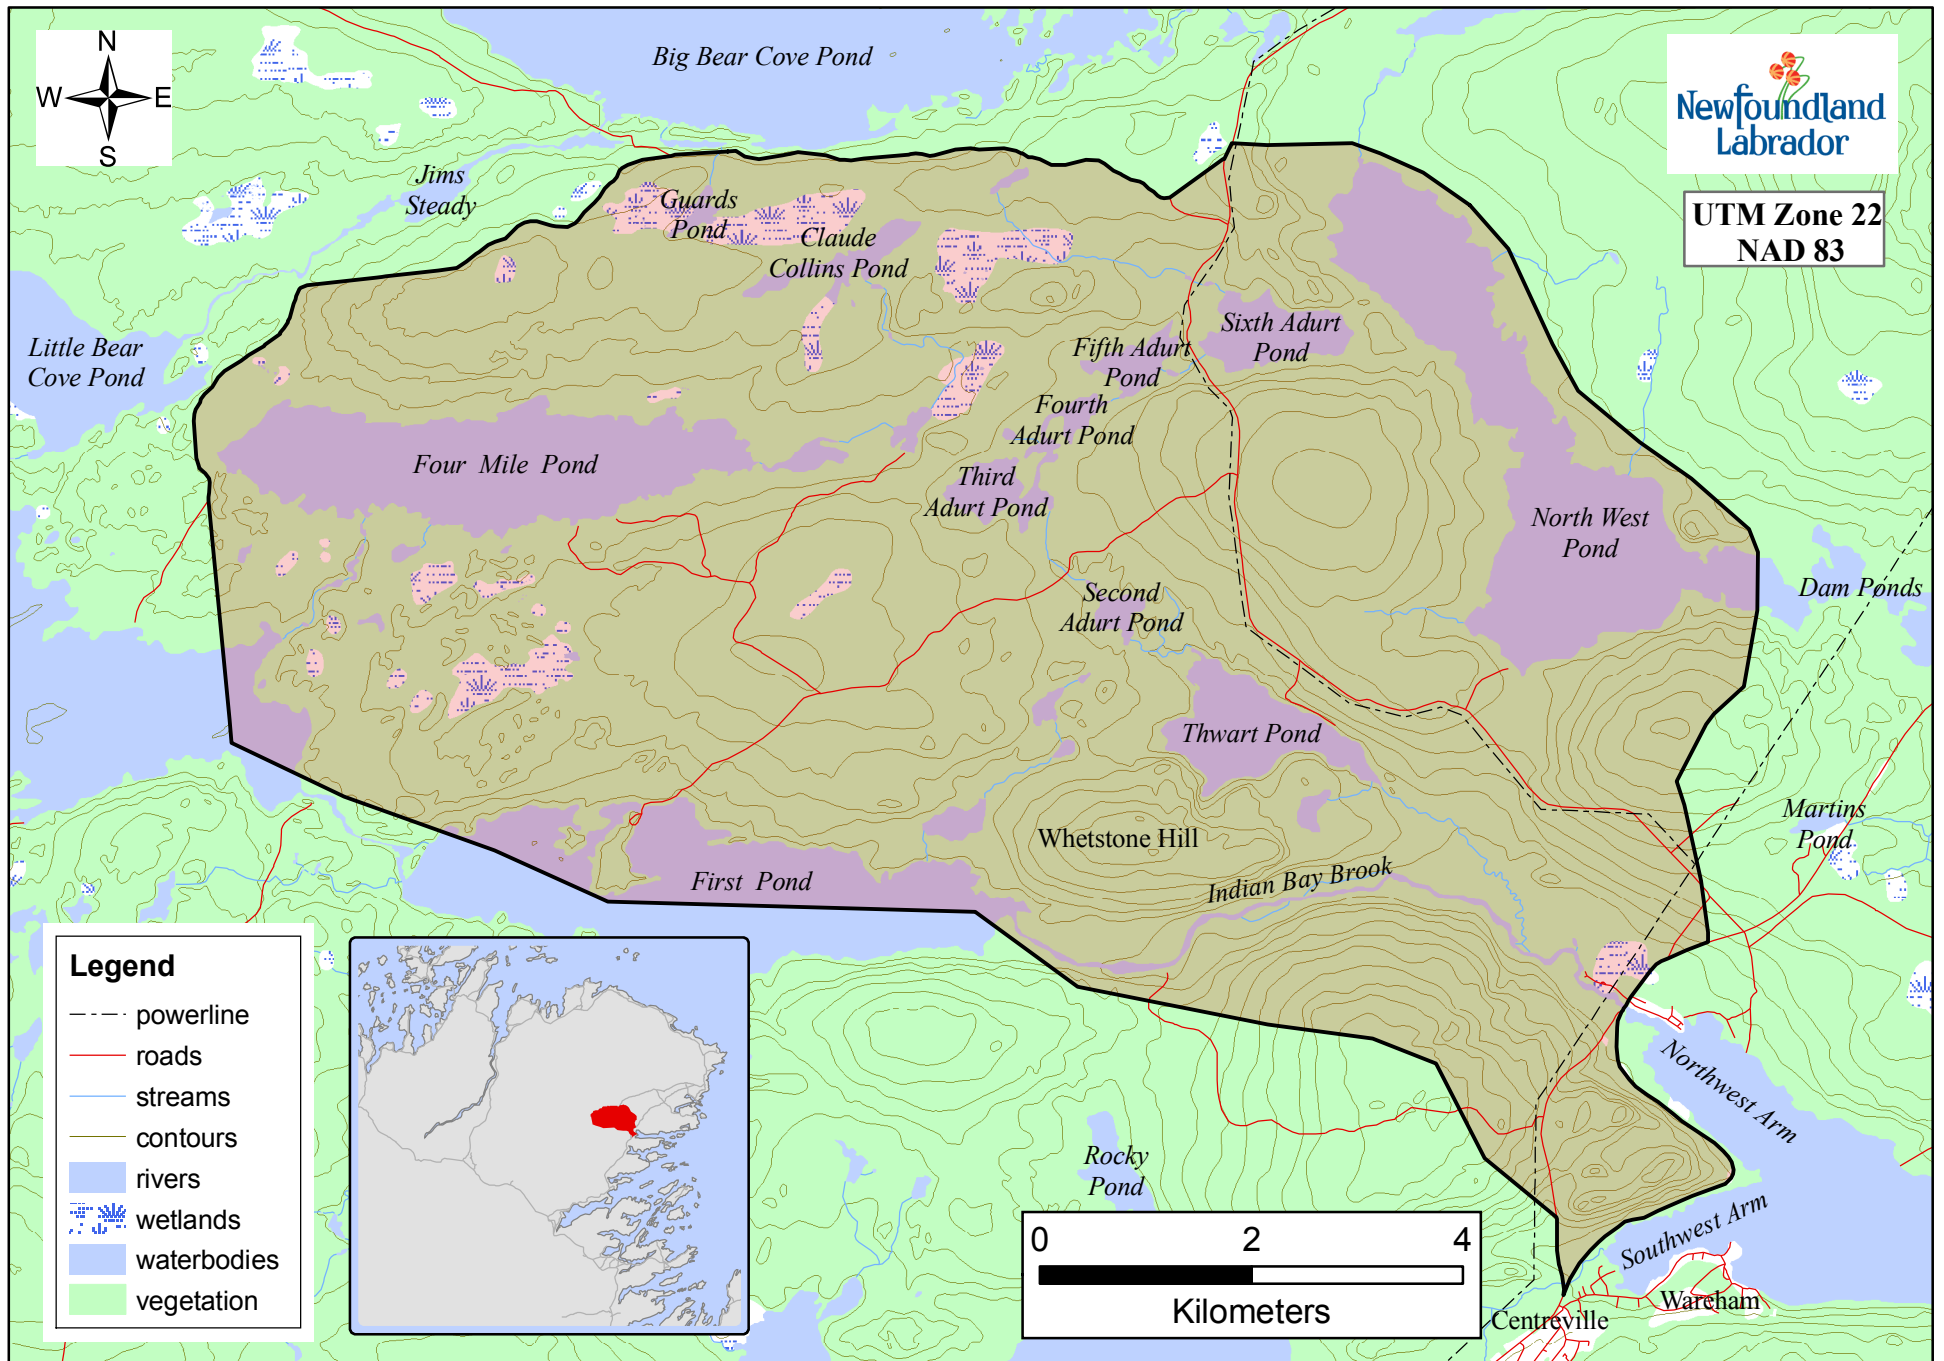 N
W E
S
Big Bear Cove Pond
Newfoundland
Labrador
UTM Zone 22
NAD 83
Jims
Steady
Guards
Pond
Claude
Collins Pond
Little Bear
Cove Pond
Sixth Adurt
Pond
Fifth Adurt
Pond
Fourth
Adurt Pond
Four Mile Pond
Third
Adurt Pond
North West
Pond
Dam Ponds
Second
Adurt Pond
Thwart Pond
Martins
Pond
Whetstone Hill
First Pond
Indian Bay Brook
Northwest Arm
Rocky
Pond
Southwest Arm
Wareham
Centreville
Legend
powerline
roads
streams
contours
rivers
wetlands
waterbodies
vegetation
0 2 4
Kilometers